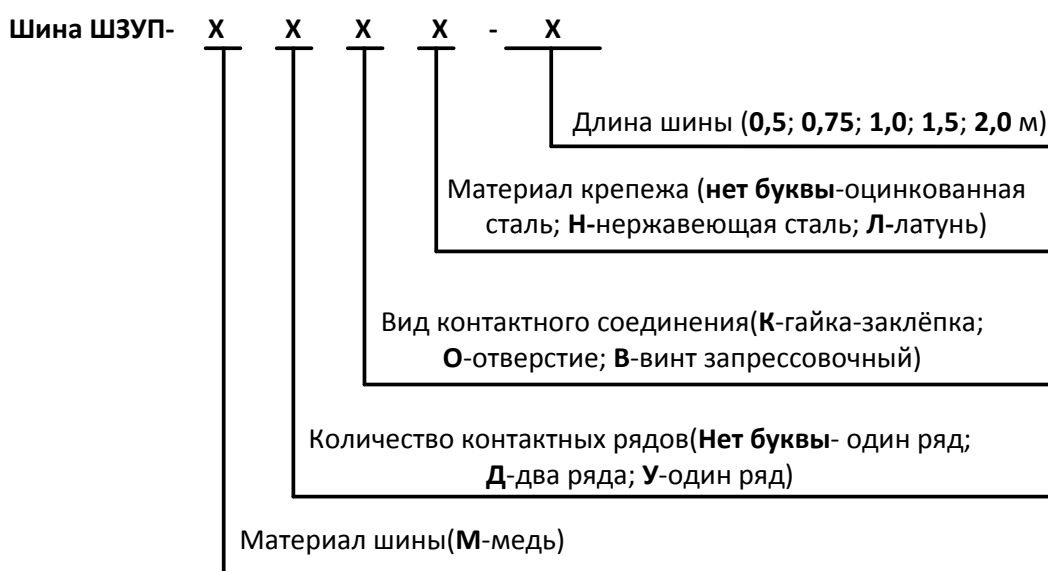 Шина ШЗУП- Х Х Х Х - Х
Длина шины (0,5; 0,75; 1,0; 1,5; 2,0 м)
Материал крепежа (нет буквы-оцинкованная
сталь; Н-нержавеющая сталь; Л-латунь)
Вид контактного соединения(К-гайка-заклёпка;
О-отверстие; В-винт запрессовочный)
Количество контактных рядов(Нет буквы- один ряд;
Д-два ряда; У-один ряд)
Материал шины(М-медь)